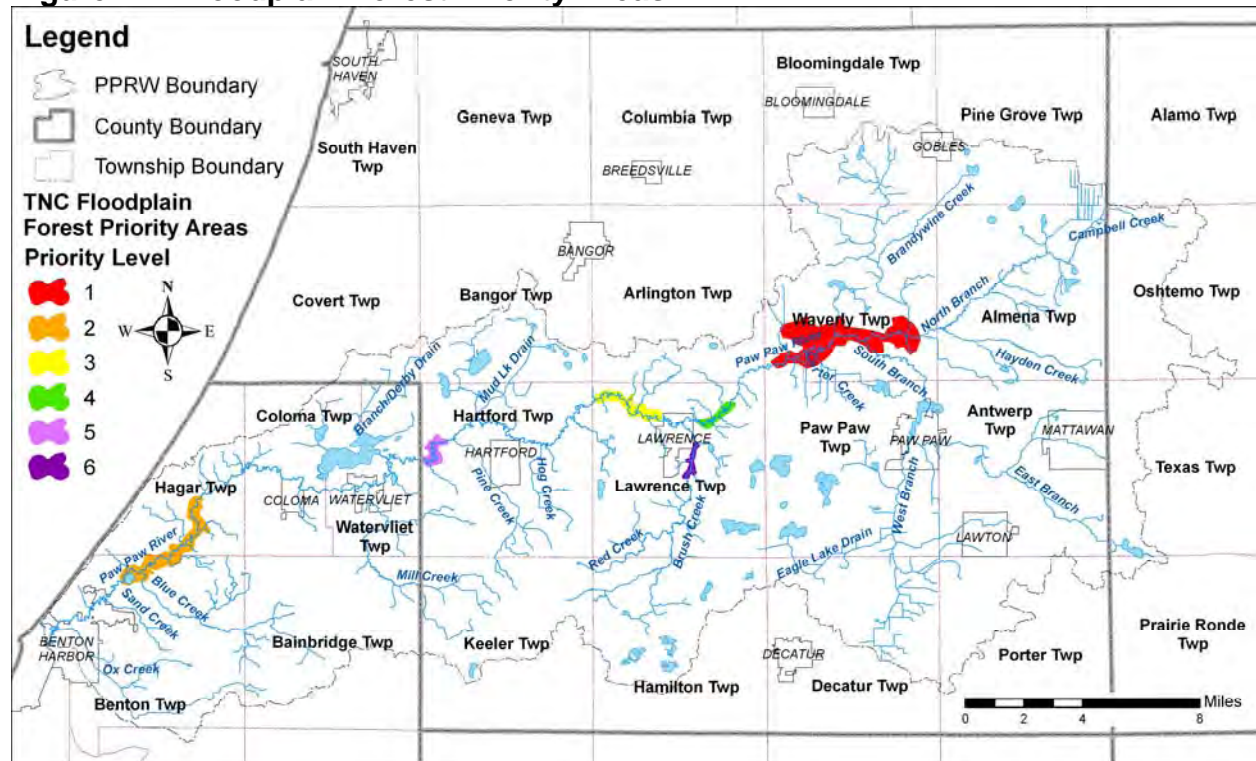 Legend
PPRW Boundary
County Boundary
Township Boundary
TNC Floodplain
Forest Priority Areas
Priority Level
1
2
3
4
5
6
N
W
E
S
SOUTH
HAVEN
South Haven
Twp
Geneva Twp
Columbia Twp
BREEDSVILLE
Bloomingdale Twp
BLOOMINGDALE
Pine Grove Twp
GOBLES
Alamo Twp
Brandywine Creek
Campbell Creek
BANGOR
Covert Twp
Bangor Twp
Arlington Twp
Waverly Twp
North Branch
Almena Twp
Oshtemo Twp
Paw Paw
South Branch
Hayden Creek
Branch/Derby Drain
Mud Lk Drain
Coloma Twp
Hartford Twp
HARTFORD
LAWRENCE
Lawrence Twp
Paw Paw
Twp
PAW PAW
Antwerp
Twp
MATTAWAN
East Branch
Texas Twp
Hagar Twp
COLOMA
WATERVLIET
Watervliet
Twp
Pine Creek
Hog Creek
Red Creek
Brush Creek
West Branch
LAWTON
Eagle Lake Drain
Paw Paw River
Blue Creek
Sand Creek
Mill Creek
BENTON
HARBOR
Ox Creek
Bainbridge Twp
Benton Twp
Keeler Twp
Hamilton Twp
DECATUR
Decatur Twp
Porter Twp
Prairie Ronde
Twp
Miles
0 2 4 8